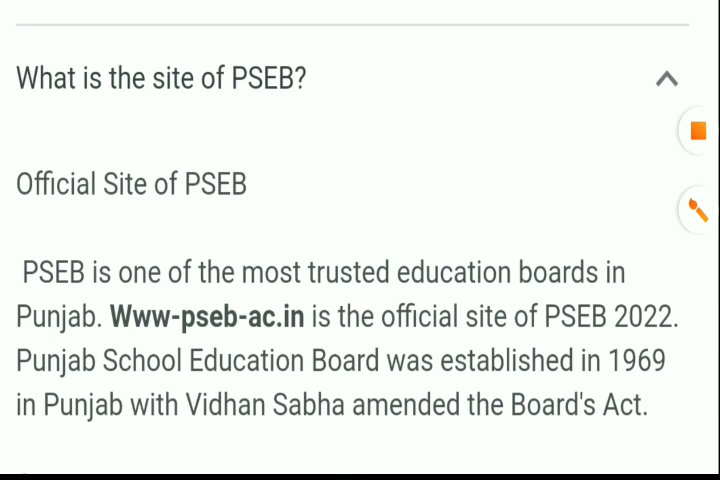 What is the site of PSEB?
Official Site of PSEB
PSEB is one of the most trusted education boards in
Punjab. Www-pseb-ac.in is the official site of PSEB 2022.
Punjab School Education Board was established in 1969
in Punjab with Vidhan Sabha amended the Board's Act.